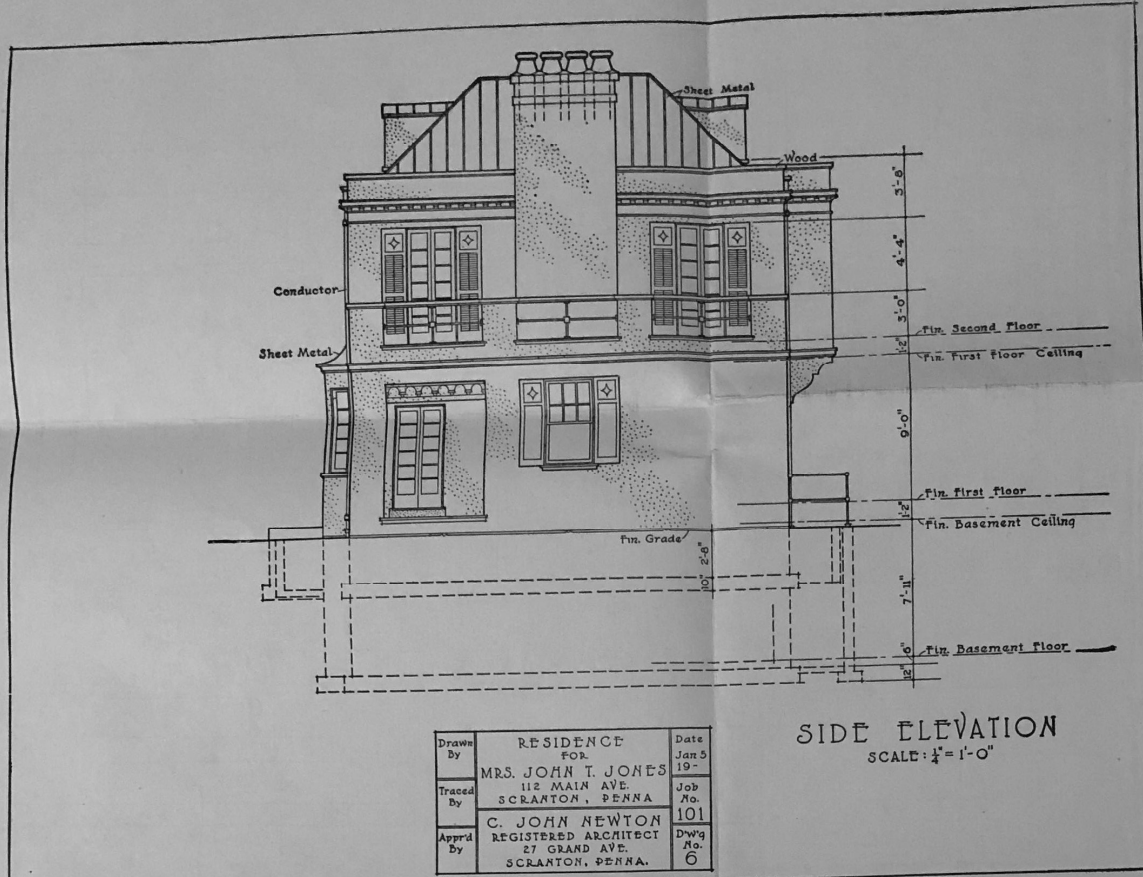 Sheet Metal
Wood
3'-8"
4'-4"
Conductor
3'-0"
Fin. Second Floor
Sheet Metal
1'-2"
Fin. First Floor Ceiling
9'-0"
Fin. First Floor
1'-2"
Fin. Basement Ceiling
Fin. Grade
10" 2'-8"
7'-11"
Fin. Basement Floor
6"
12"
SIDE ELEVATION
SCALE: 1/4" = 1'-0"
Drawn
By
Traced
By
Appr'd
By
RESIDENCE
FOR
MRS. JOHN T. JONES
112 MAIN AVE.
SCRANTON, PENNA
C. JOHN NEWTON
REGISTERED ARCHITECT
27 GRAND AVE.
SCRANTON, PENNA.
Date
Jan 5
19-
Job
No.
101
Dw'g
No.
6